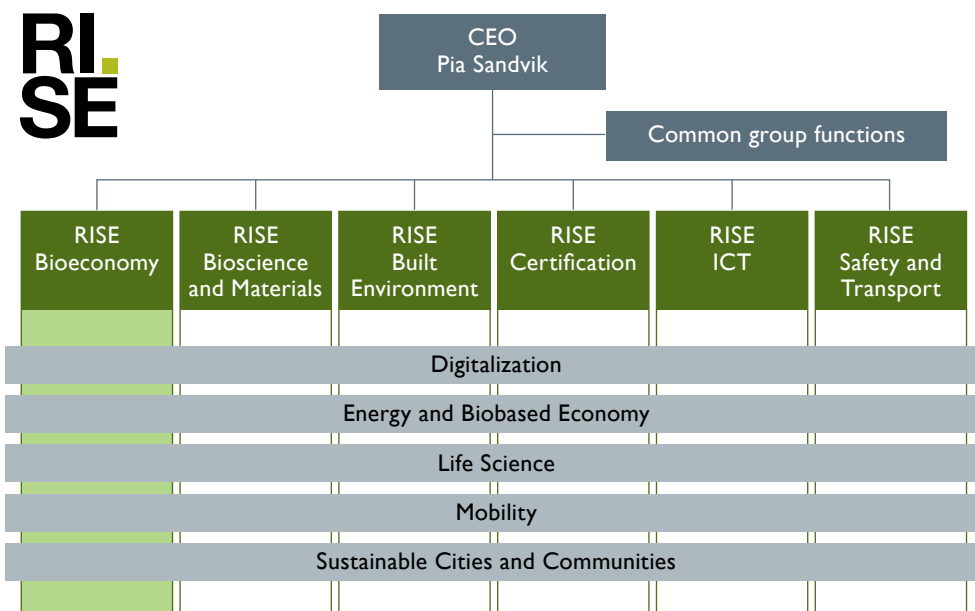 RI.
SE
CEO
Pia Sandvik
Common group functions
RISE
Bioeconomy
RISE
Bioscience
and Materials
RISE
Built
Environment
RISE
Certification
RISE
ICT
RISE
Safety and
Transport
Digitalization
Energy and Biobased Economy
Life Science
Mobility
Sustainable Cities and Communities